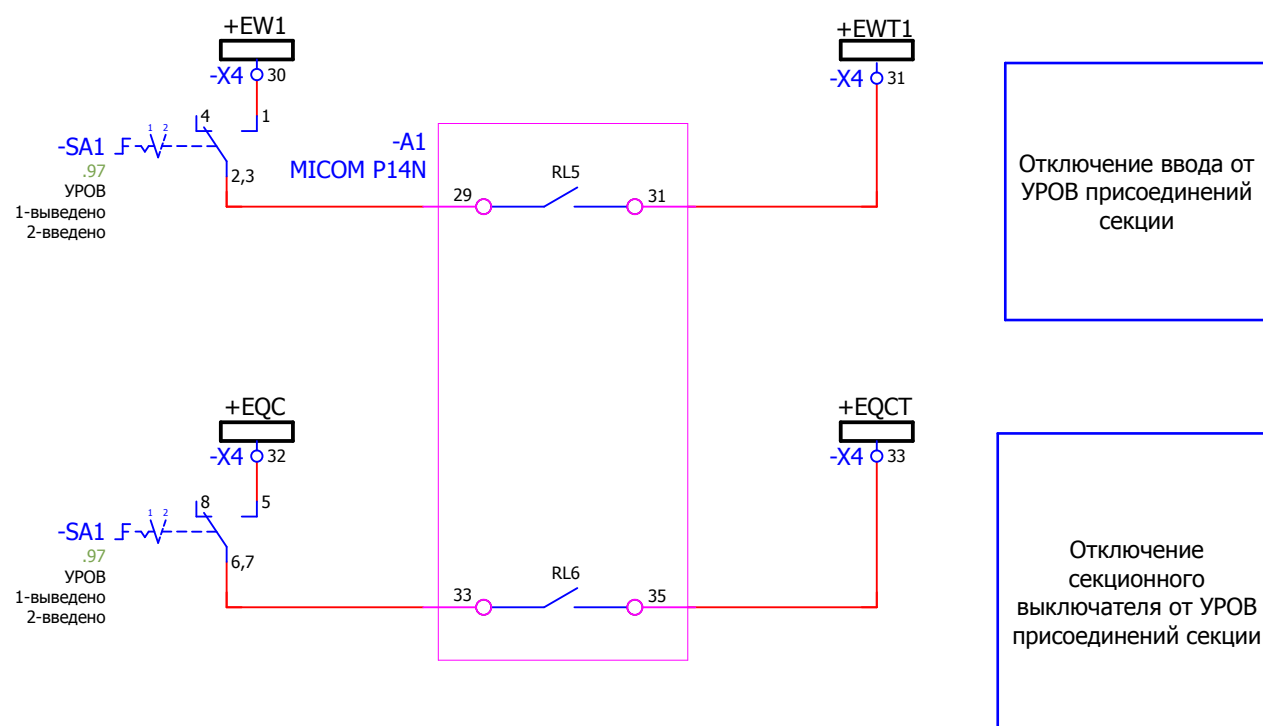 +EW1
-X4 30
4 1
1 2
-SA1
.97
УРОВ
1-выведено
2-введено
2,3
-A1
MICOM P14N
29
RL5
31
+EWT1
-X4 31
Отключение ввода от
УРОВ присоединений
секции
+EQC
-X4 32
8 5
1 2
-SA1
.97
УРОВ
1-выведено
2-введено
6,7
33
RL6
35
+EQCT
-X4 33
Отключение
секционного
выключателя от УРОВ
присоединений секции